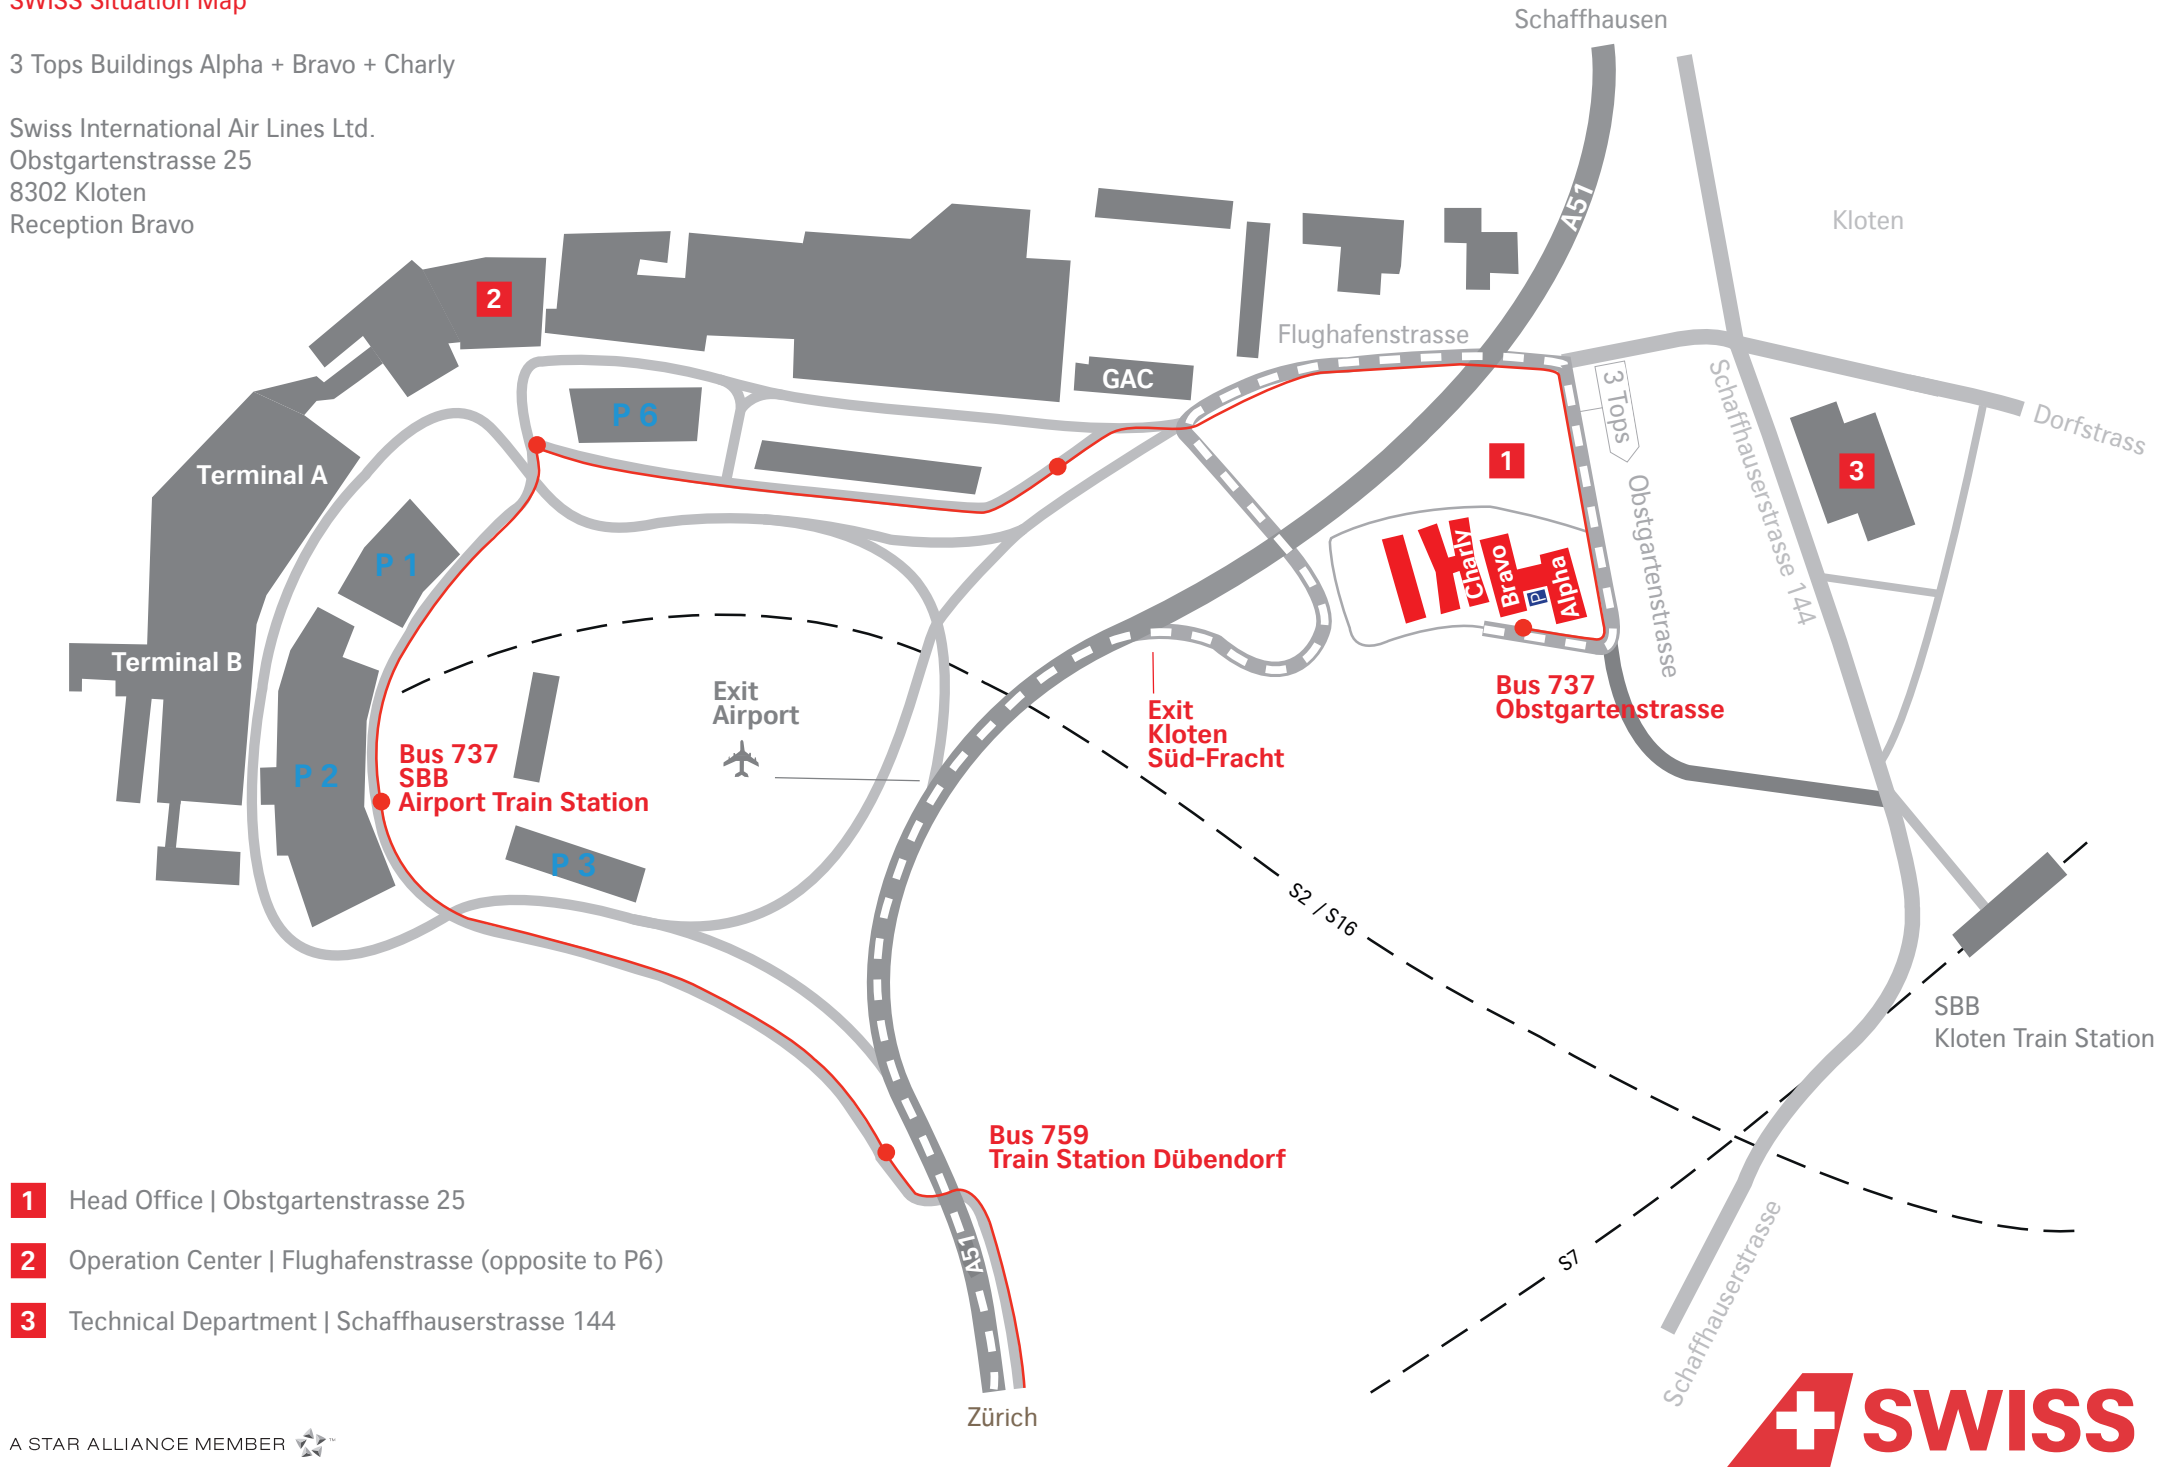 SWISS Situation Map
3 Tops Buildings Alpha + Bravo + Charly
Swiss International Air Lines Ltd.
Obstgartenstrasse 25
8302 Kloten
Reception Bravo
Schaffhausen
A51
Kloten
2
Flughafenstrasse
GAC
P 6
3 Tops
Schaffhauserstrasse 144
Dorfstrass
Terminal A
1
3
P 1
Obstgartenstrasse
Charly
Bravo
P
Alpha
Terminal B
Exit
Airport
Exit
Kloten
Süd-Fracht
Bus 737
Obstgartenstrasse
Bus 737
SBB
Airport Train Station
P 2
P 3
S2 / S16
SBB
Kloten Train Station
Bus 759
Train Station Dübendorf
A51
S7
Schaffhauserstrasse
1 Head Office | Obstgartenstrasse 25
2 Operation Center | Flughafenstrasse (opposite to P6)
3 Technical Department | Schaffhauserstrasse 144
Zürich
A STAR ALLIANCE MEMBER ™
SWISS